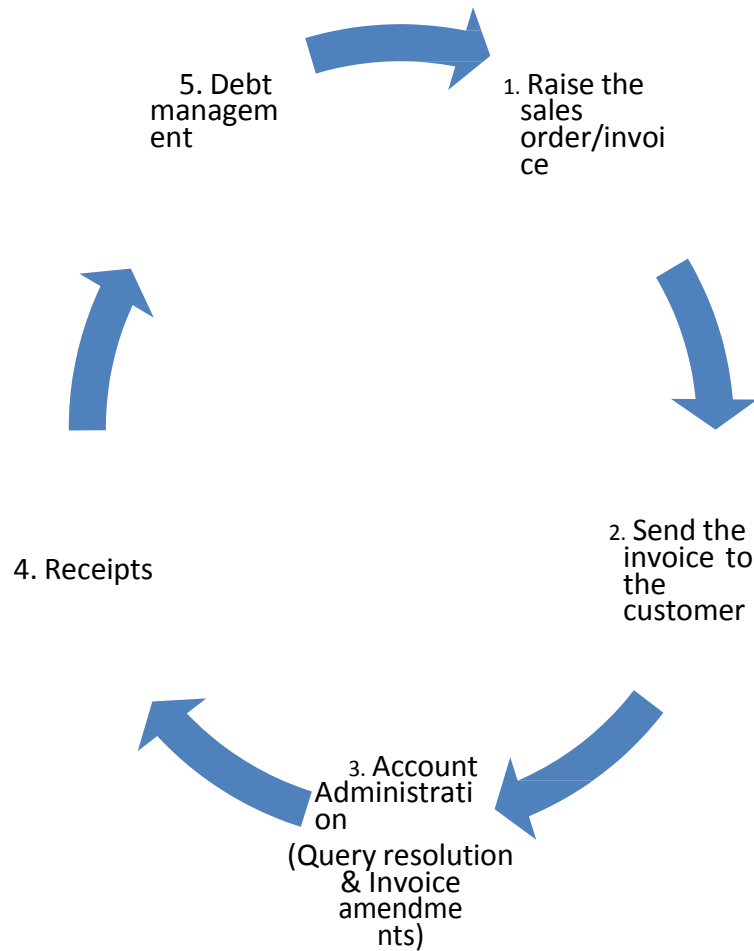 1. Raise the
sales
order/invoi
ce
2. Send the
invoice to
the
customer
3. Account
Administrati
on
(Query resolution
& Invoice
amendme
nts)
4. Receipts
5. Debt
managem
ent